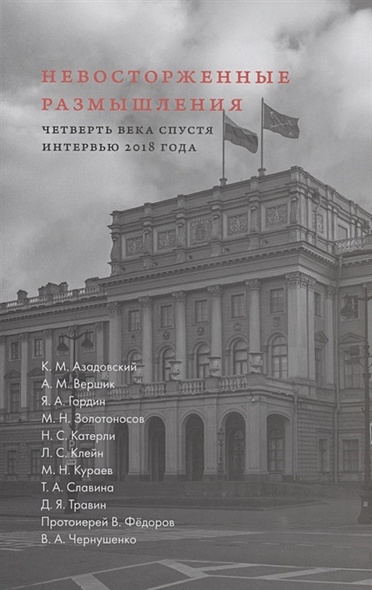 НЕВОСТОРЖЕННЫЕ
РАЗМЫШЛЕНИЯ
ЧЕТВЕРТЬ ВЕКА СПУСТЯ
ИНТЕРВЬЮ 2018 ГОДА
К. М. Азадовский
А. М. Вершик
Я. А. Гордин
М. Н. Золотоносов
Н. С. Катерли
Л. С. Клейн
М. Н. Кураев
Т. А. Славина
Д. Я. Травин
Протоиерей В. Фёдоров
В. А. Чернушенко